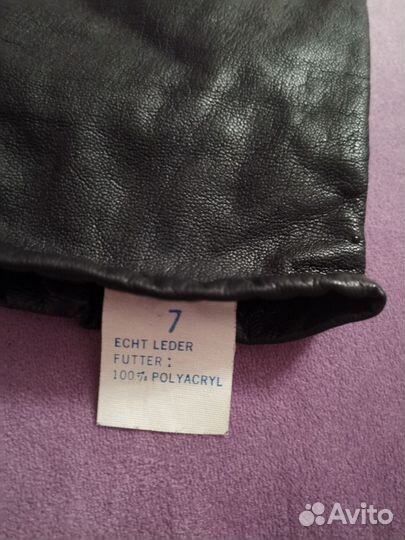 7
ECHT LEDER
FUTTER:
100% POLYACRYL
Avito